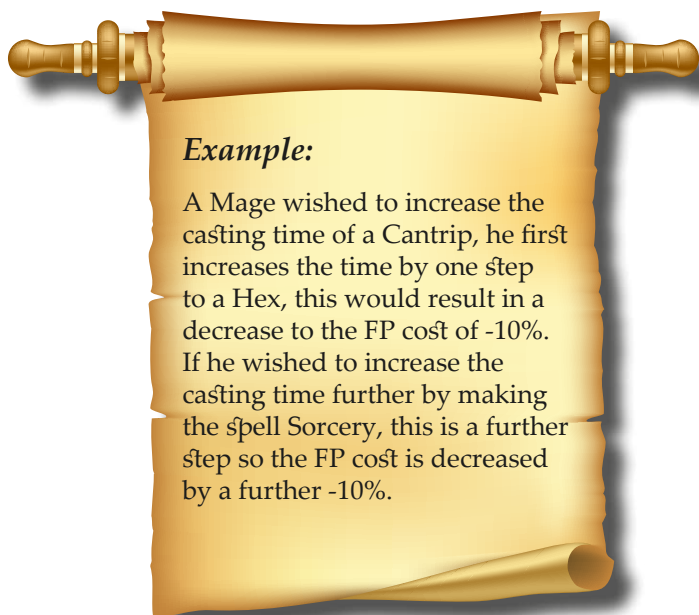 Example:
A Mage wished to increase the
casting time of a Cantrip, he first
increases the time by one step
to a Hex, this would result in a
decrease to the FP cost of -10%.
If he wished to increase the
casting time further by making
the spell Sorcery, this is a further
step so the FP cost is decreased
by a further -10%.